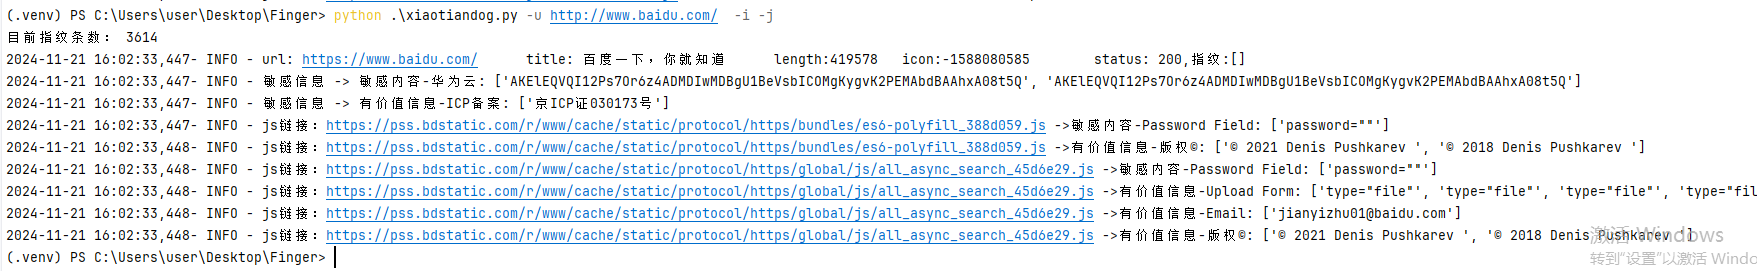 (.venv) PS C:\Users\user\Desktop\Finger> python .\xiaotiandog.py -u http://www.baidu.com/  -i -j
目前指纹条数： 3614
2024-11-21 16:02:33,447- INFO - url: https://www.baidu.com/      title: 百度一下，你就知道      length:419578   icon:-1588080585        status: 200,指纹:[]
2024-11-21 16:02:33,447- INFO - 敏感信息 -> 敏感内容-华为云: ['AKElEQVQI12Ps7Or6z4ADMDIwMDBgU1BeVsbICOMgKygvK2PEMAbdBAAhxA08t5Q', 'AKElEQVQI12Ps7Or6z4ADMDIwMDBgU1BeVsbICOMgKygvK2PEMAbdBAAhxA08t5Q']
2024-11-21 16:02:33,447- INFO - 敏感信息 -> 有价值信息-ICP备案: ['京ICP证030173号']
2024-11-21 16:02:33,447- INFO - js链接：https://pss.bdstatic.com/r/www/cache/static/protocol/https/bundles/es6-polyfill_388d059.js ->敏感内容-Password Field: ['password=""']
2024-11-21 16:02:33,448- INFO - js链接：https://pss.bdstatic.com/r/www/cache/static/protocol/https/bundles/es6-polyfill_388d059.js ->有价值信息-版权©: ['© 2021 Denis Pushkarev ', '© 2018 Denis Pushkarev ']
2024-11-21 16:02:33,448- INFO - js链接：https://pss.bdstatic.com/r/www/cache/static/protocol/https/global/js/all_async_search_45d6e29.js ->敏感内容-Password Field: ['password=""']
2024-11-21 16:02:33,448- INFO - js链接：https://pss.bdstatic.com/r/www/cache/static/protocol/https/global/js/all_async_search_45d6e29.js ->有价值信息-Upload Form: ['type="file"', 'type="file"', 'type="file"', 'type="fil
2024-11-21 16:02:33,448- INFO - js链接：https://pss.bdstatic.com/r/www/cache/static/protocol/https/global/js/all_async_search_45d6e29.js ->有价值信息-Email: ['jianyizhu01@baidu.com']
2024-11-21 16:02:33,448- INFO - js链接：https://pss.bdstatic.com/r/www/cache/static/protocol/https/global/js/all_async_search_45d6e29.js ->有价值信息-版权©: ['© 2021 Denis Pushkarev ', '© 2018 Denis Pushkarev ']
(.venv) PS C:\Users\user\Desktop\Finger>
激活 Windows
转到"设置"以激活 Windo